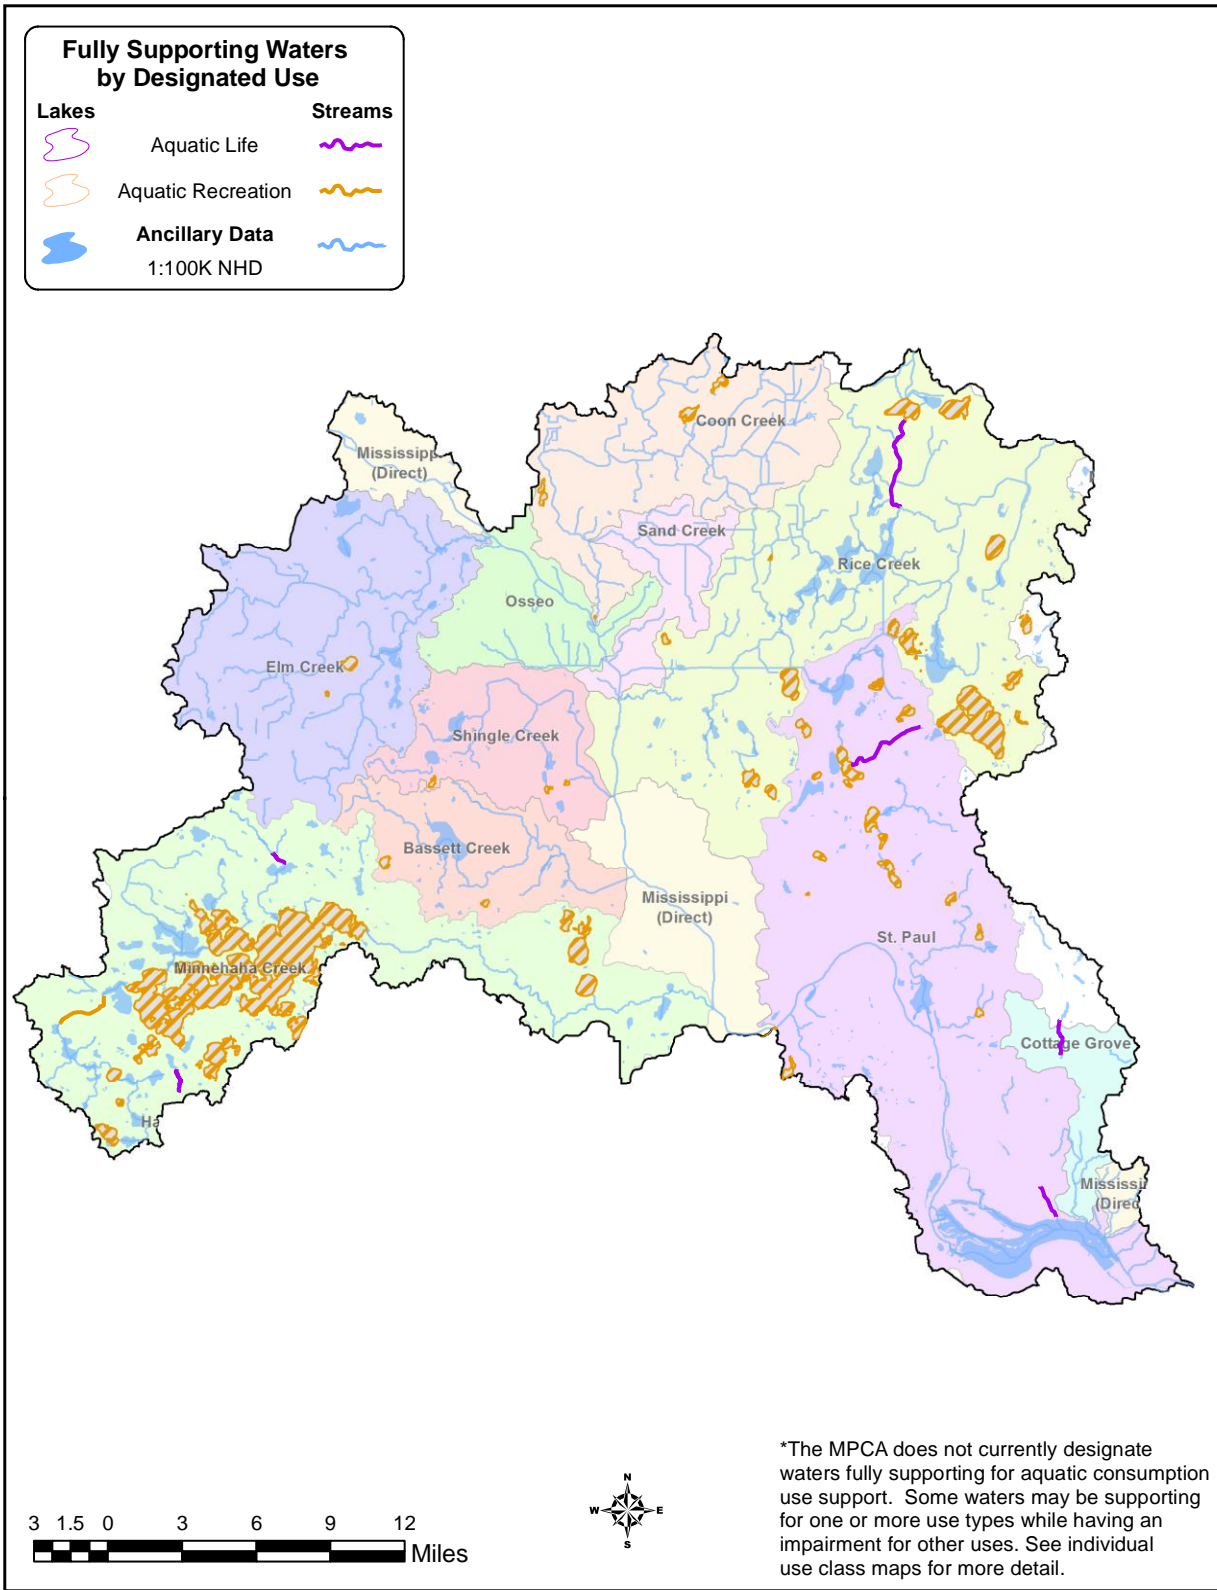 Fully Supporting Waters
by Designated Use
Lakes Streams
Aquatic Life
Aquatic Recreation
Ancillary Data
1:100K NHD
Coon Creek
Mississipp
(Direct)
Sand Creek
Rice Creek
Osseo
Elm Creek
Shingle Creek
Bassett Creek
Mississippi
(Direct)
St. Paul
Minnehaha Creek
Cottage Grove
Ha
Mississi
(Direc
N
W E
S
3 1.5 0 3 6 9 12
Miles
*The MPCA does not currently designate
waters fully supporting for aquatic consumption
use support. Some waters may be supporting
for one or more use types while having an
impairment for other uses. See individual
use class maps for more detail.